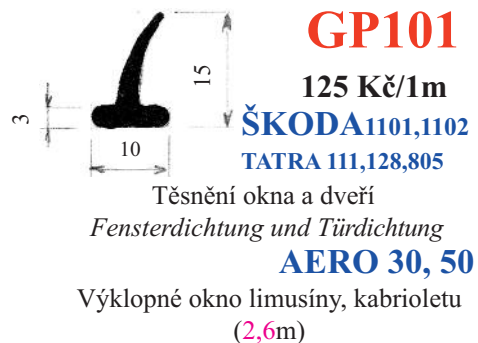 GP101
15
125 Kč/1m
3
ŠKODA1101,1102
10
TATRA 111,128,805
Těsnění okna a dveří
Fensterdichtung und Türdichtung
AERO 30, 50
Výklopné okno limusíny, kabrioletu
(2,6m)